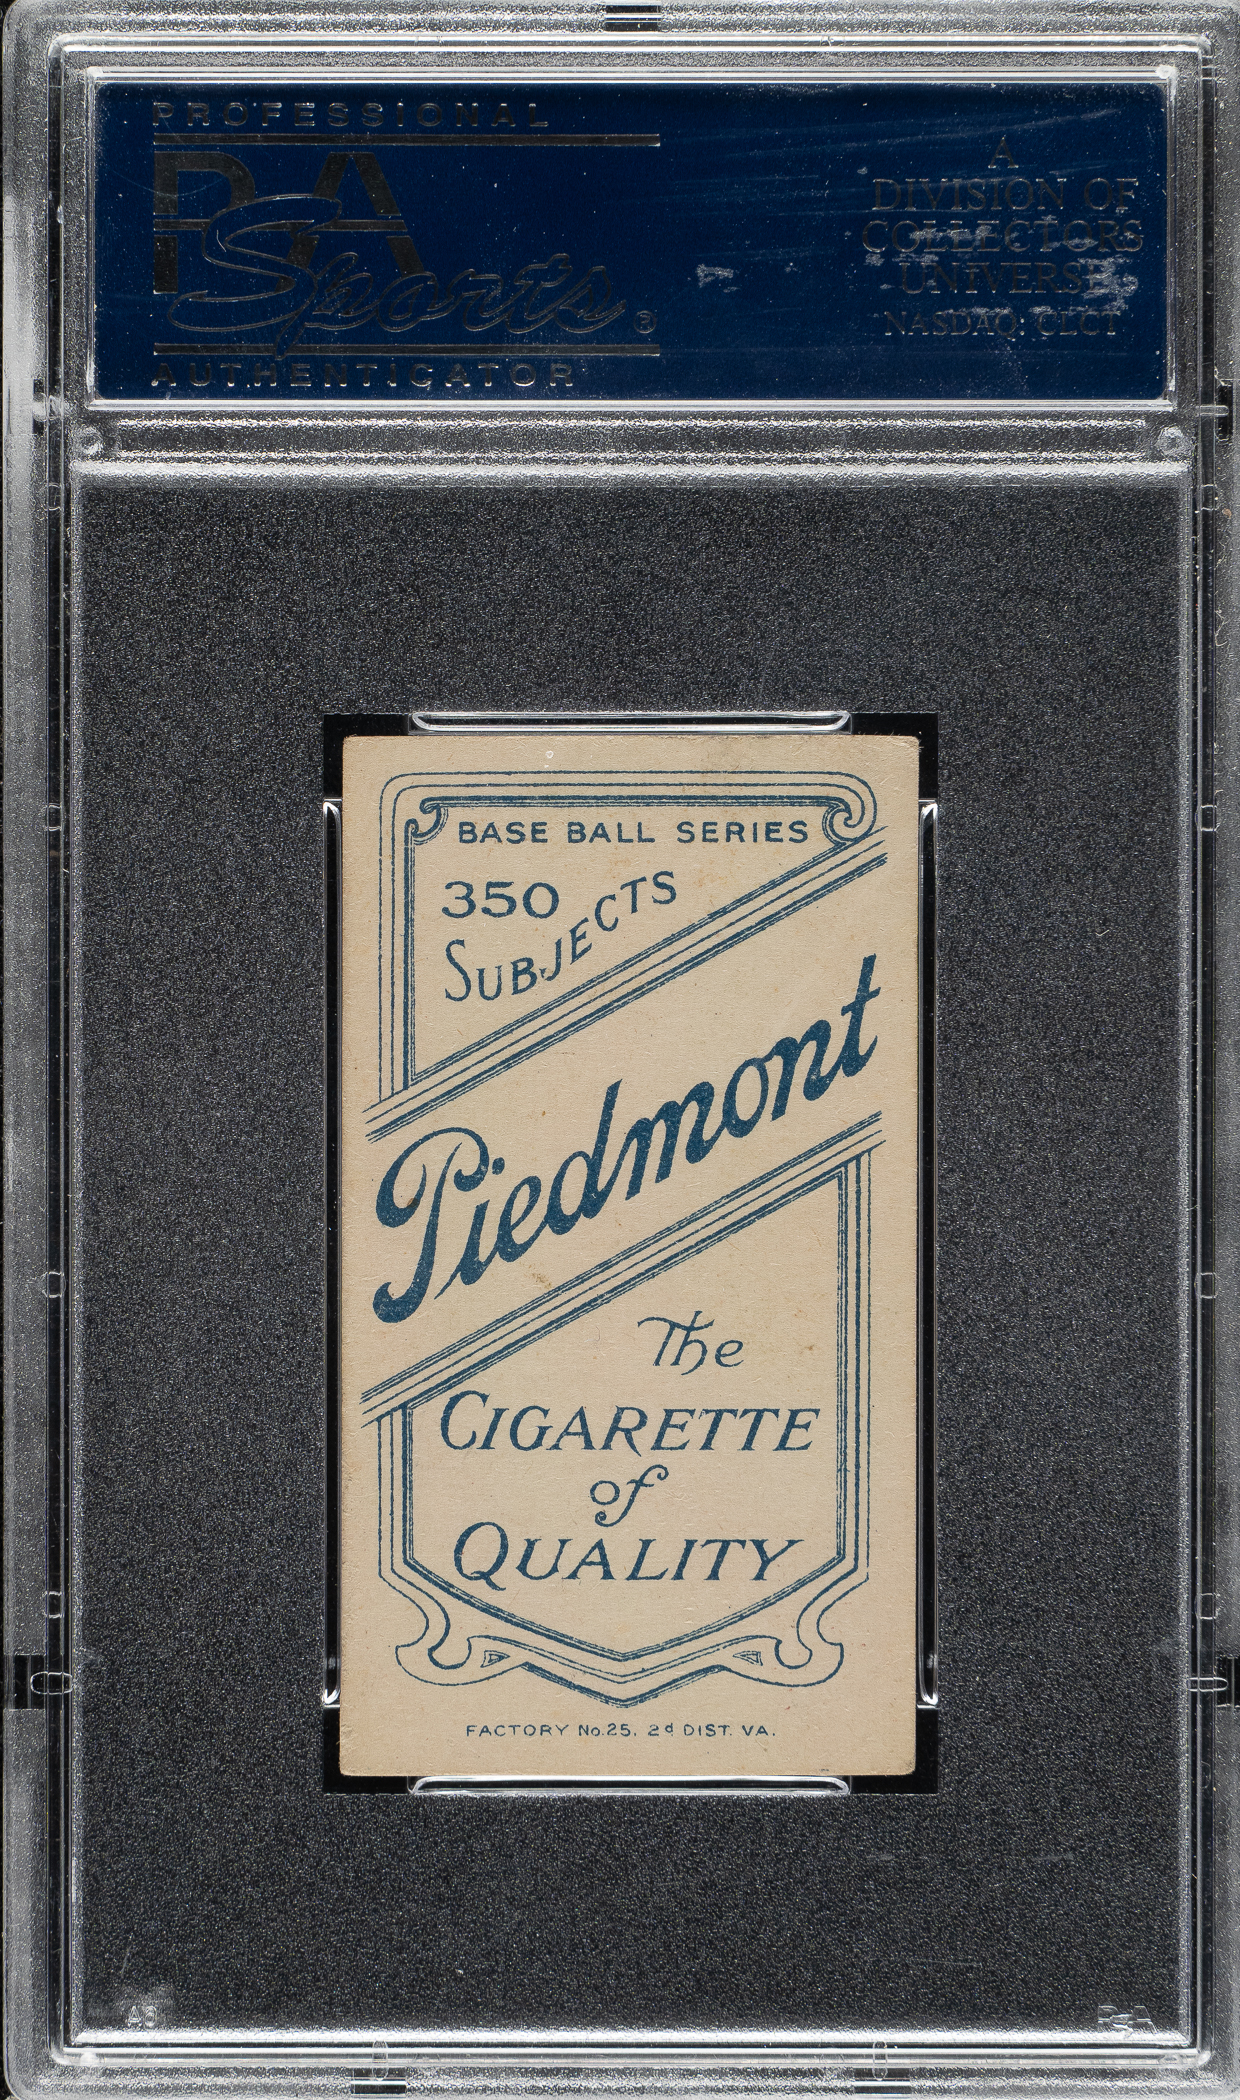 PROFESSIONAL
PSA
Sports®
AUTHENTICATOR
A
DIVISION OF
COLLECTORS
UNIVERSE
NASDAQ: CLCT
BASE BALL SERIES
350
SUBJECTS
Piedmont
The
CIGARETTE
of
QUALITY
FACTORY No. 25, 2d DIST. VA.
PSA